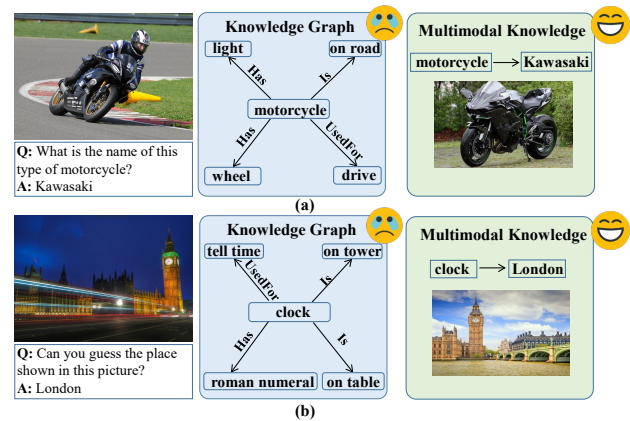 Q: What is the name of this
type of motorcycle?
A: Kawasaki
Knowledge Graph
light
on road
Has
Is
motorcycle
Has
UsedFor
wheel
drive
Multimodal Knowledge
motorcycle
Kawasaki
(a)
Q: Can you guess the place
shown in this picture?
A: London
Knowledge Graph
tell time
on tower
UsedFor
Is
clock
Has
Is
roman numeral
on table
Multimodal Knowledge
clock
London
(b)